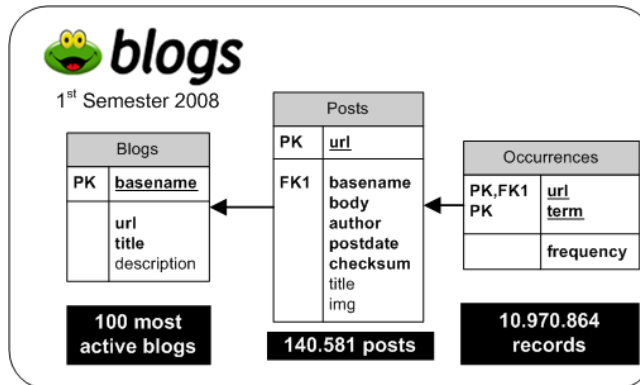 blogs
1st Semester 2008
Blogs
PK basename
url
title
description
100 most
active blogs
Posts
PK url
FK1 basename
body
author
postdate
checksum
title
img
140.581 posts
Occurrences
PK,FK1 url
PK term
frequency
10.970.864
records